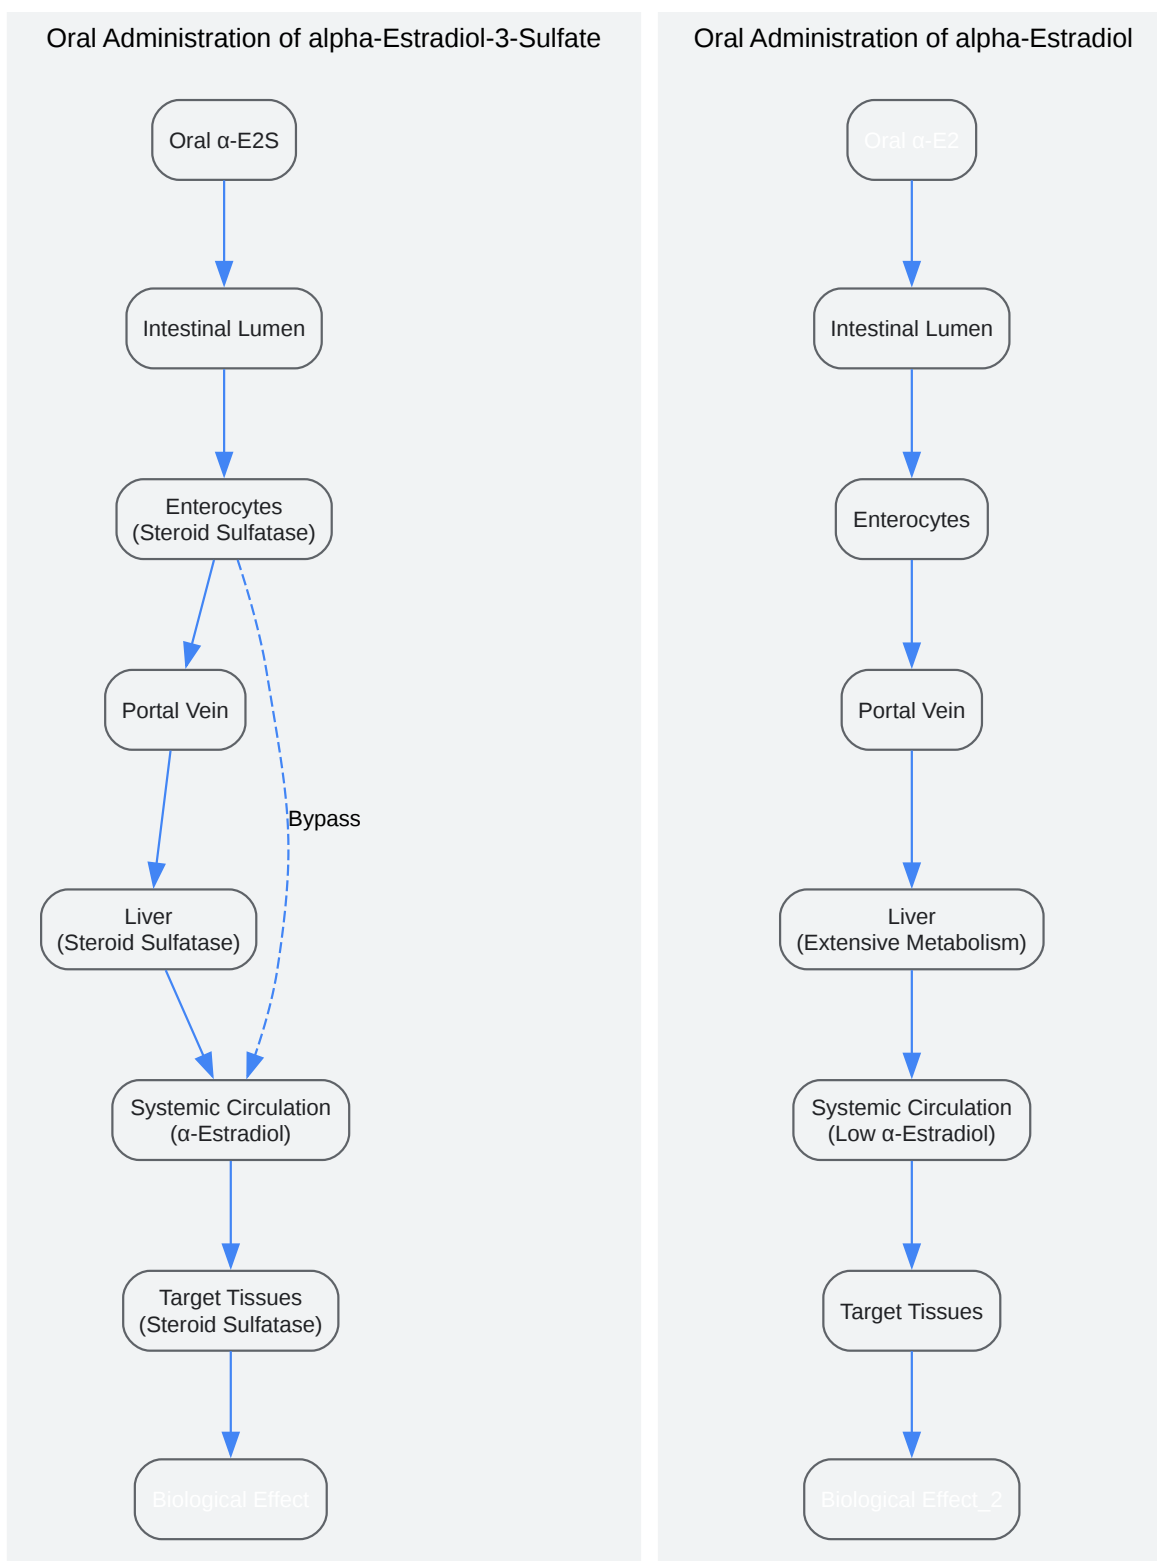 Oral Administration of alpha-Estradiol-3-Sulfate
Oral α-E2S
Intestinal Lumen
Enterocytes
(Steroid Sulfatase)
Portal Vein
Bypass
Liver
(Steroid Sulfatase)
Systemic Circulation
(α-Estradiol)
Target Tissues
(Steroid Sulfatase)
Biological Effect
Oral Administration of alpha-Estradiol
Oral α-E2
Intestinal Lumen
Enterocytes
Portal Vein
Liver
(Extensive Metabolism)
Systemic Circulation
(Low α-Estradiol)
Target Tissues
Biological Effect_2